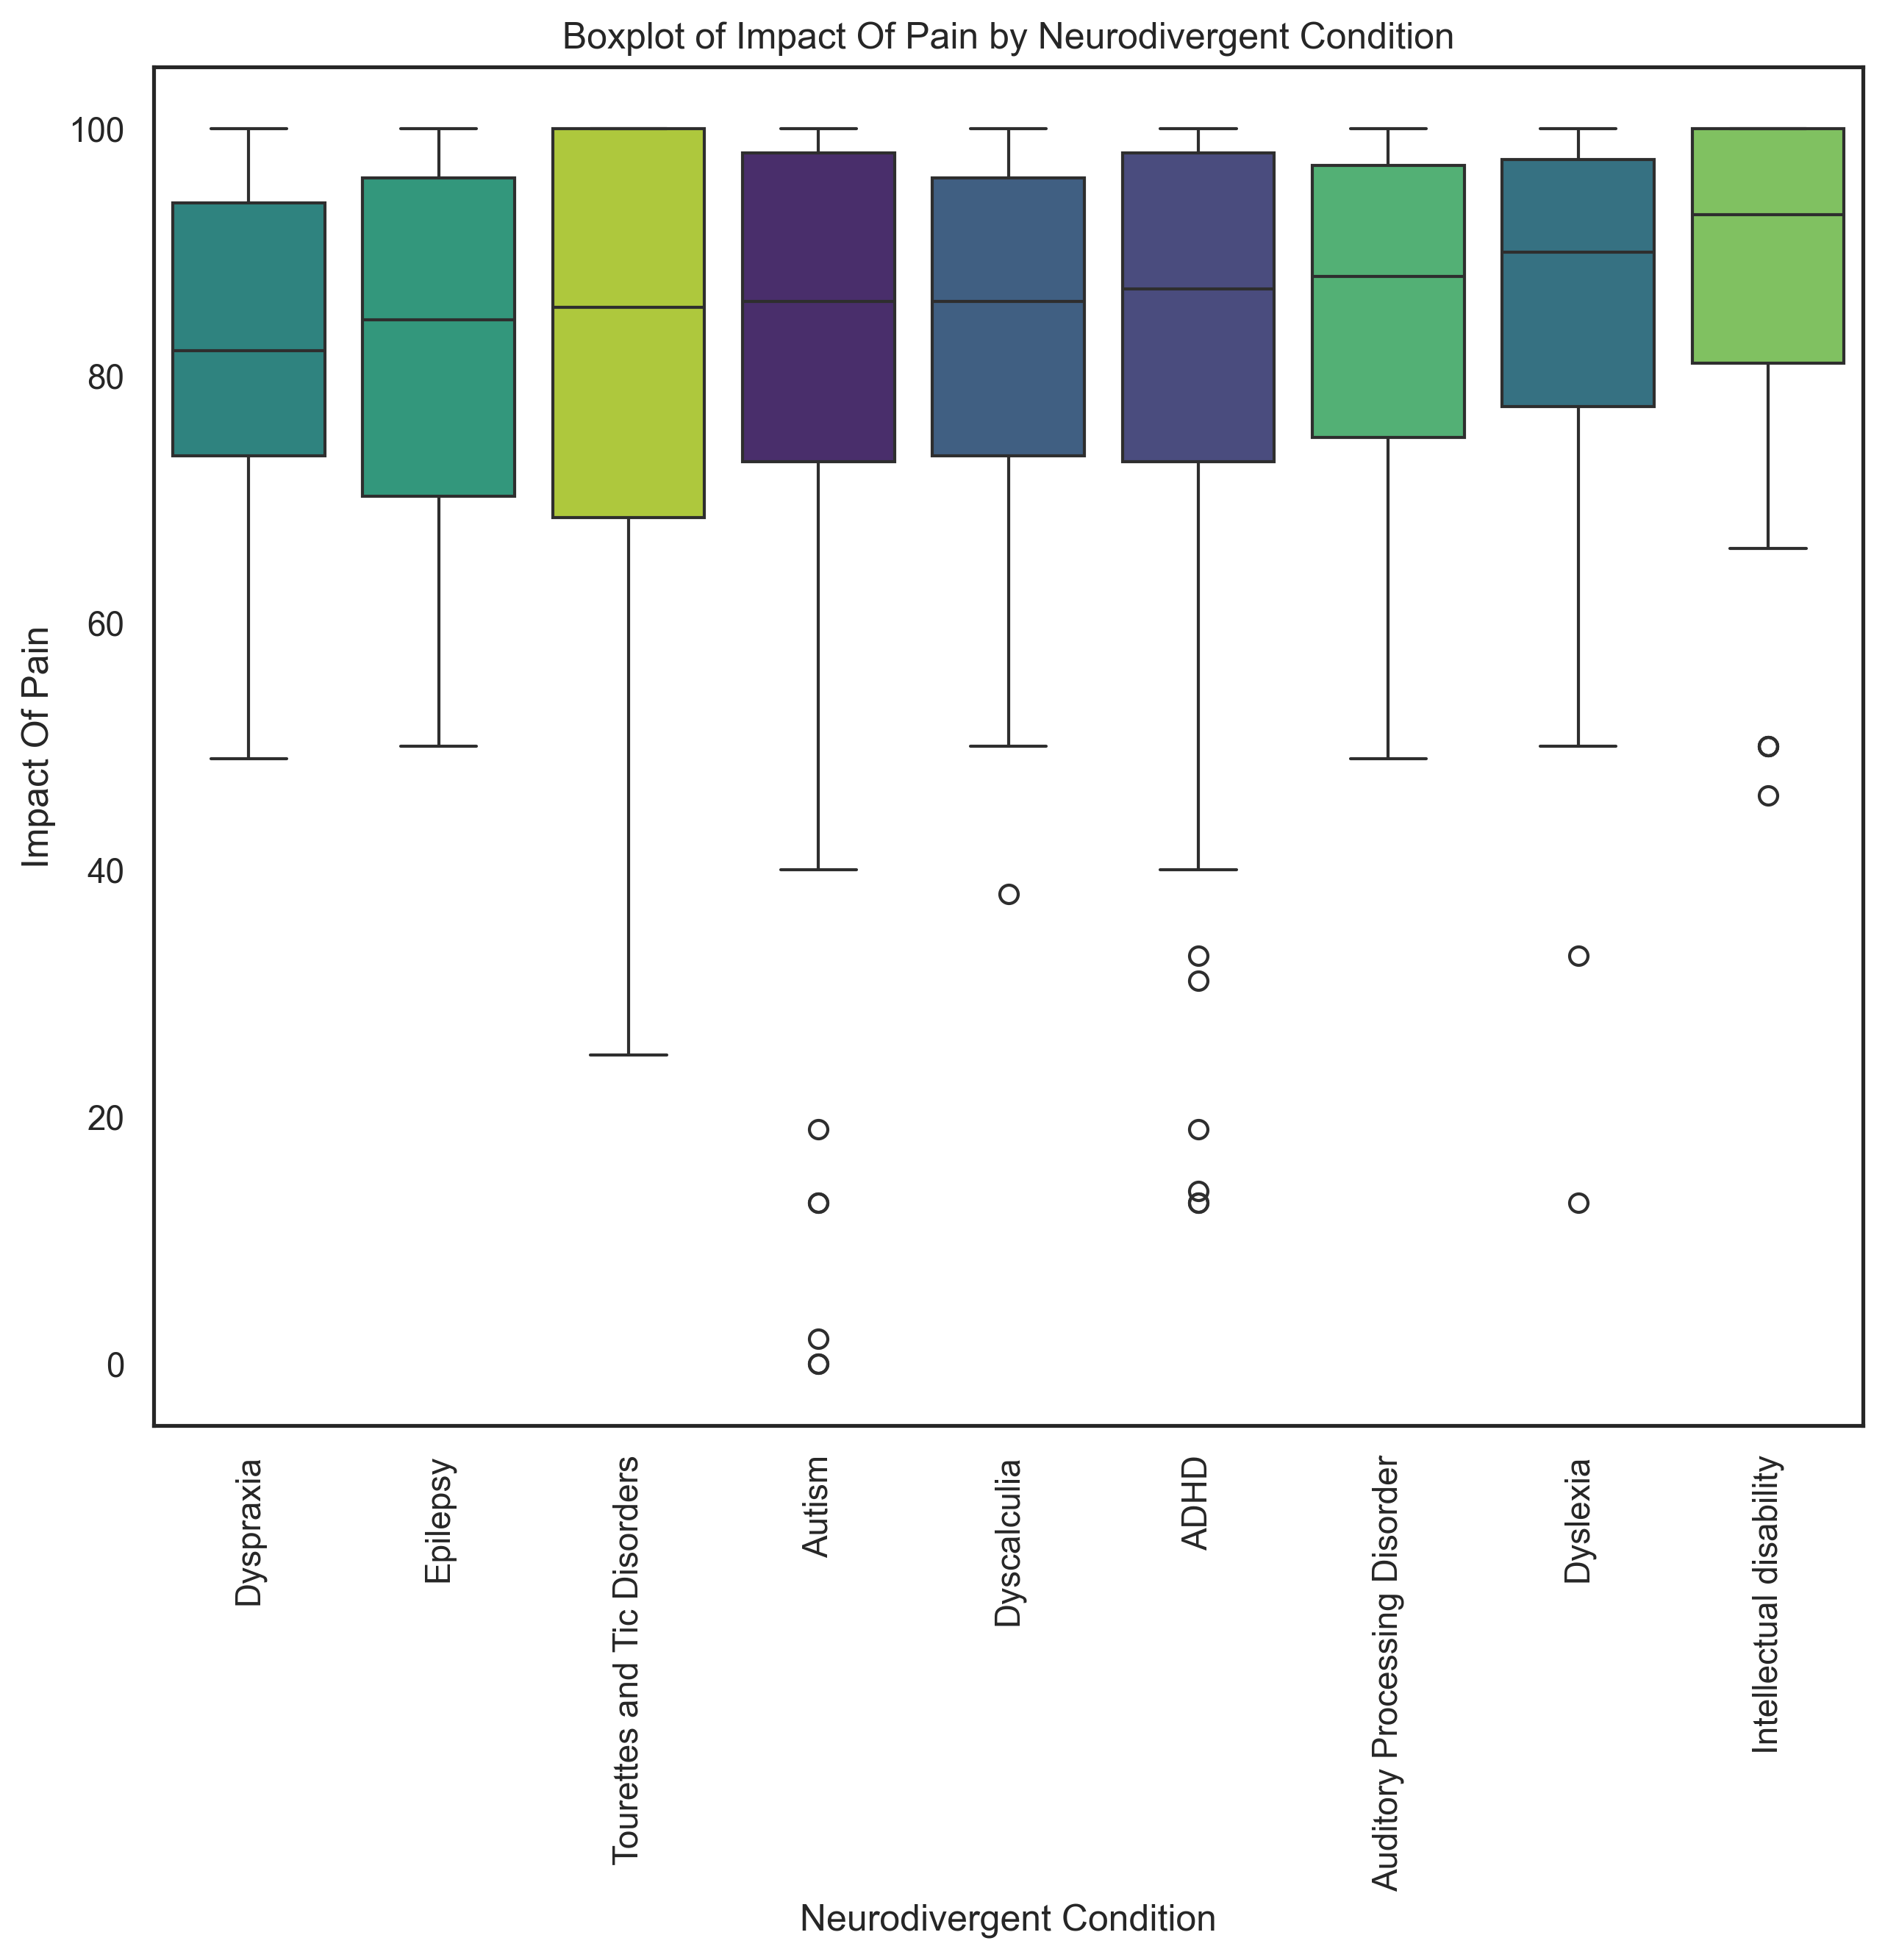 Boxplot of Impact Of Pain by Neurodivergent Condition
100
80
60
40
20
0
Impact Of Pain
Dyspraxia
Epilepsy
Tourettes and Tic Disorders
Autism
Dyscalculia
ADHD
Auditory Processing Disorder
Dyslexia
Intellectual disability
Neurodivergent Condition